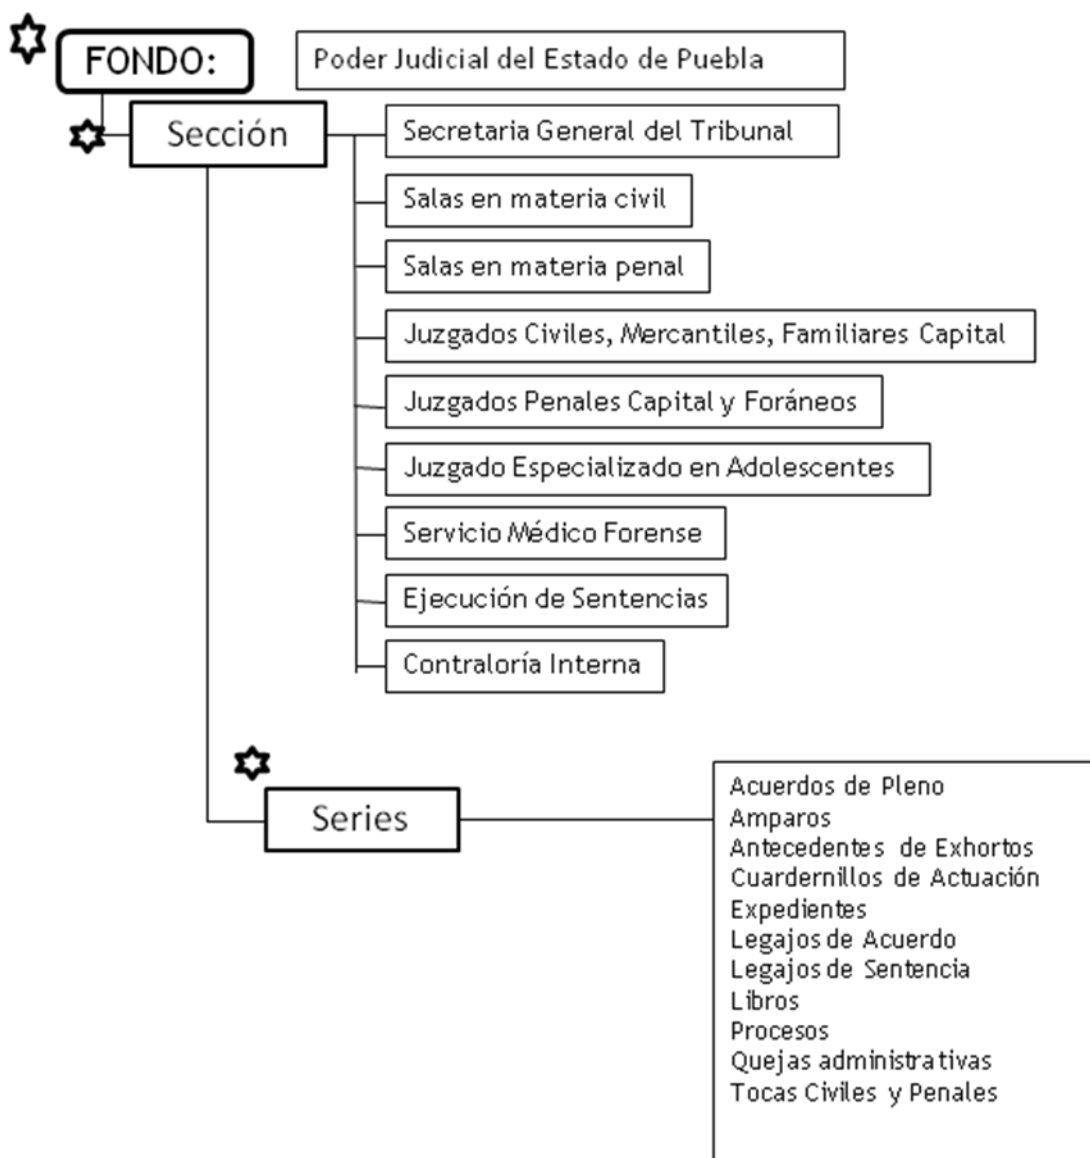 FONDO:
Poder Judicial del Estado de Puebla
Sección
Secretaria General del Tribunal
Salas en materia civil
Salas en materia penal
Juzgados Civiles, Mercantiles, Familiares Capital
Juzgados Penales Capital y Foráneos
Juzgado Especializado en Adolescentes
Servicio Médico Forense
Ejecución de Sentencias
Contraloría Interna
Series
Acuerdos de Pleno
Amparos
Antecedentes de Exhortos
Cuardernillos de Actuación
Expedientes
Legajos de Acuerdo
Legajos de Sentencia
Libros
Procesos
Quejas administrativas
Tocas Civiles y Penales